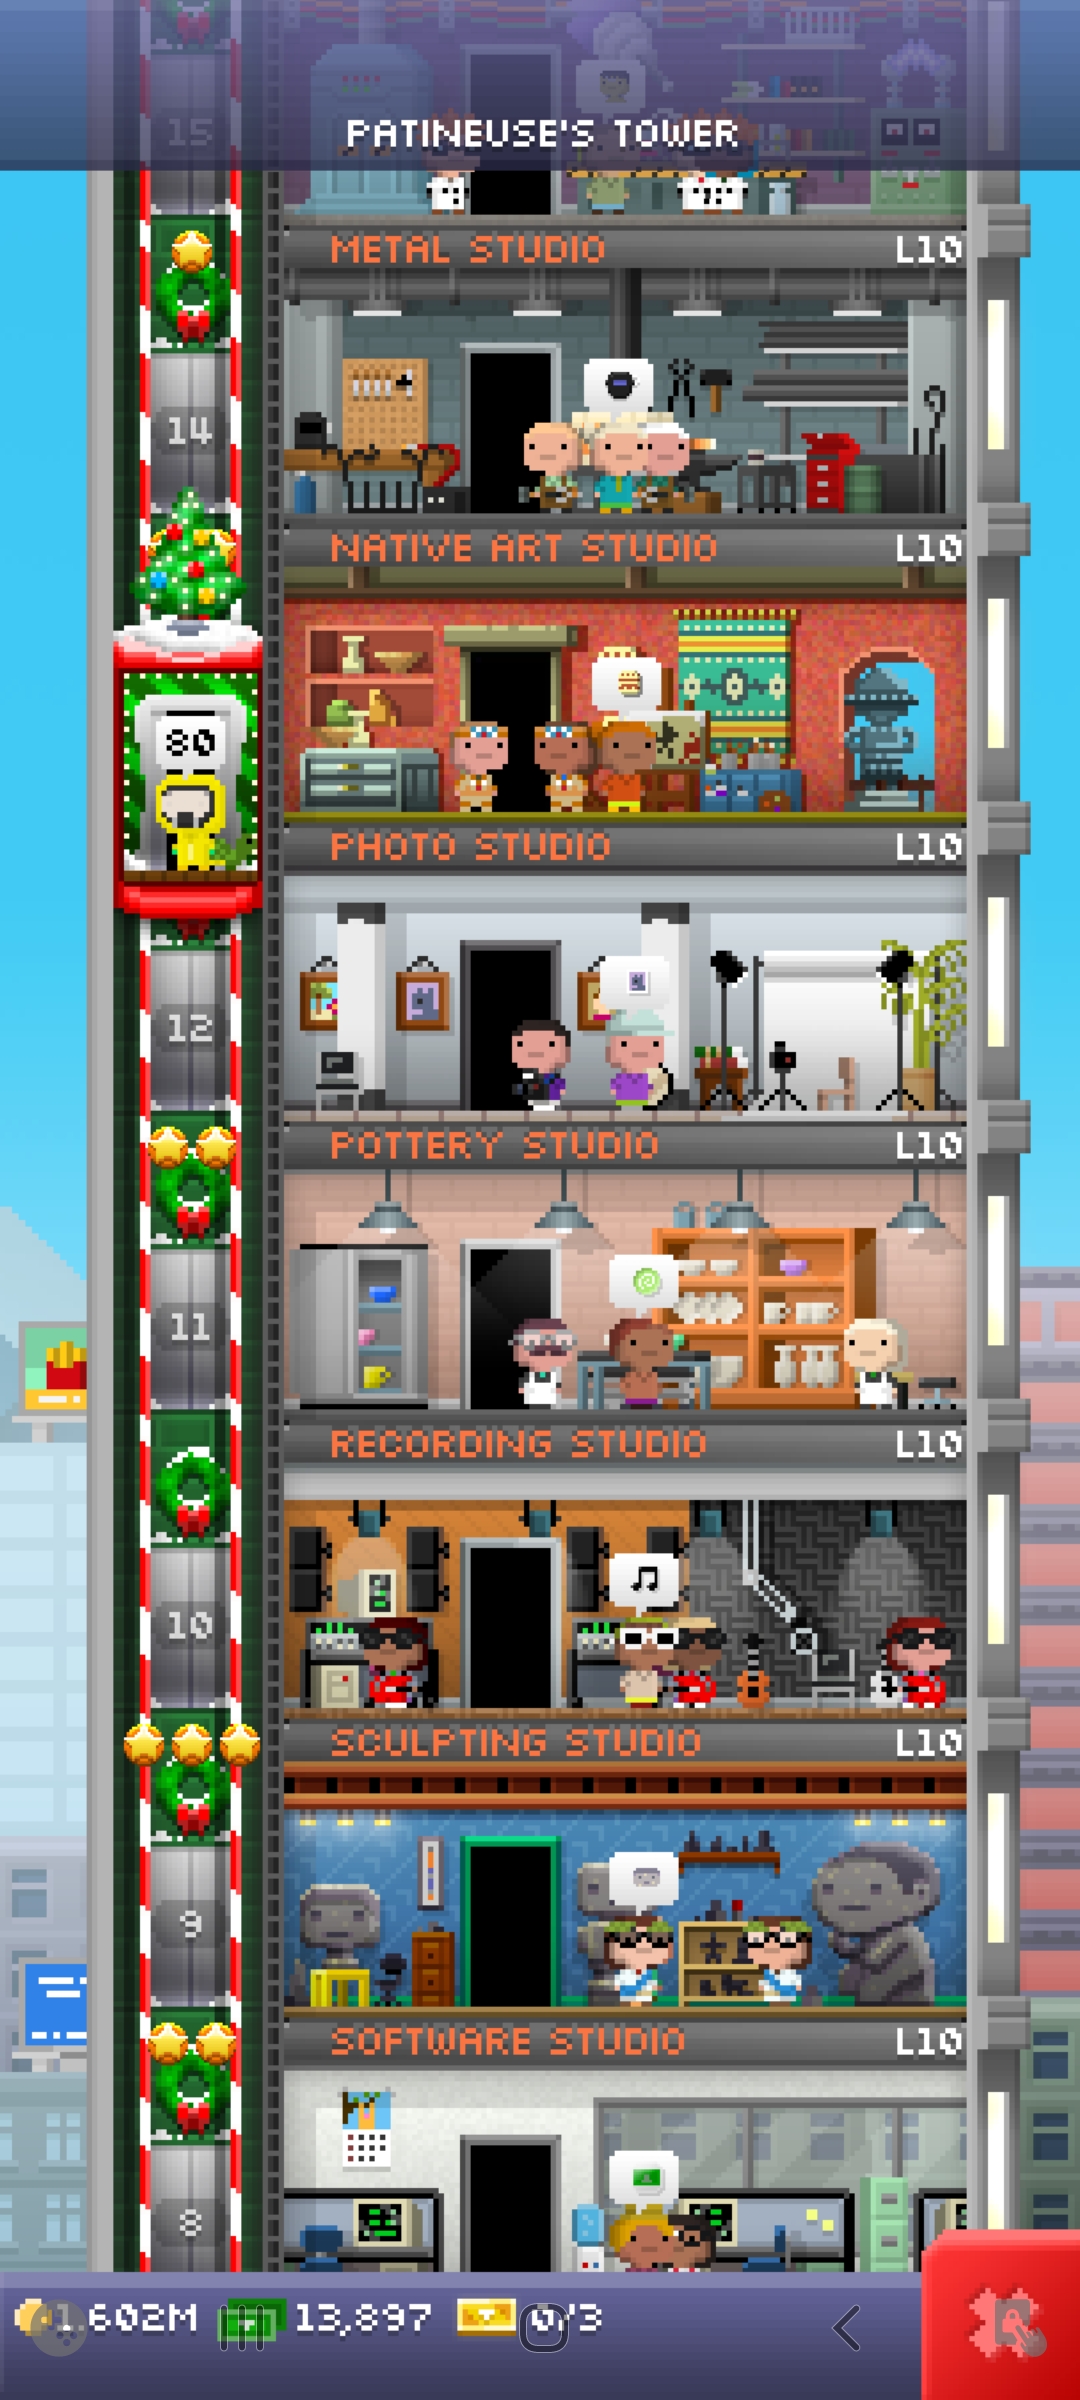 15
PATINEUSE'S TOWER
METAL STUDIO L10
14
NATIVE ART STUDIO L10
80
PHOTO STUDIO L10
12
POTTERY STUDIO L10
11
RECORDING STUDIO L10
10
SCULPTING STUDIO L10
9
SOFTWARE STUDIO L10
8
1.602M 13,897 0/3